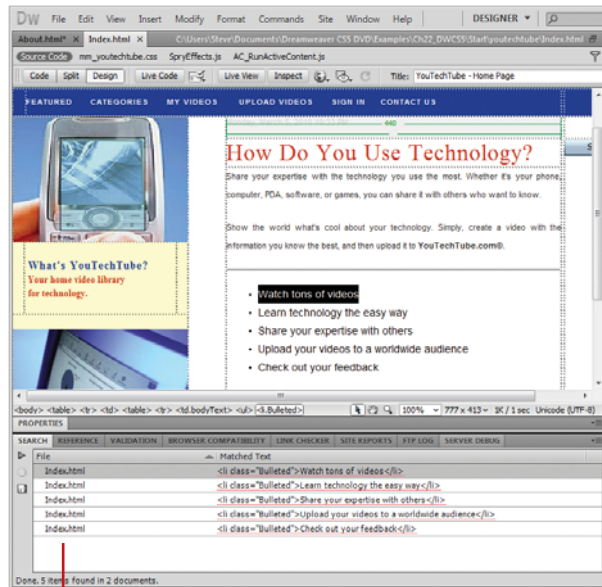 DW File Edit View Insert Modify Format Commands Site Window Help DESIGNER
About.html* × Index.html × C:\Users\Steve\Documents\Dreamweaver CS5 DVD\Examples\Ch22_DWCS5\Start\youtechtube\Index.html
Source Code mm_youtechtube.css SpryEffects.js AC_RunActiveContent.js
Code Split Design Live Code Live View Inspect Title: YouTechTube - Home Page
FEATURED CATEGORIES MY VIDEOS UPLOAD VIDEOS SIGN IN CONTACT US
440
How Do You Use Technology?
Share your expertise with the technology you use the most. Whether it's your phone,
computer, PDA, software, or games, you can share it with others who want to know.
Show the world what's cool about your technology. Simply, create a video with the
information you know the best, and then upload it to YouTechTube.com®.
What's YouTechTube?
Your home video library
for technology.
• Watch tons of videos
• Learn technology the easy way
• Share your expertise with others
• Upload your videos to a worldwide audience
• Check out your feedback
<body> <table> <tr> <td> <table> <tr> <td.bodyText> <ul> <li.Bulleted> 100% 777 x 413 1K / 1 sec Unicode (UTF-8)
PROPERTIES
SEARCH REFERENCE VALIDATION BROWSER COMPATIBILITY LINK CHECKER SITE REPORTS FTP LOG SERVER DEBUG
File Matched Text
Index.html <li class="Bulleted">Watch tons of videos</li>
Index.html <li class="Bulleted">Learn technology the easy way</li>
Index.html <li class="Bulleted">Share your expertise with others</li>
Index.html <li class="Bulleted">Upload your videos to a worldwide audience</li>
Index.html <li class="Bulleted">Check out your feedback</li>
Done. 5 items found in 2 documents.